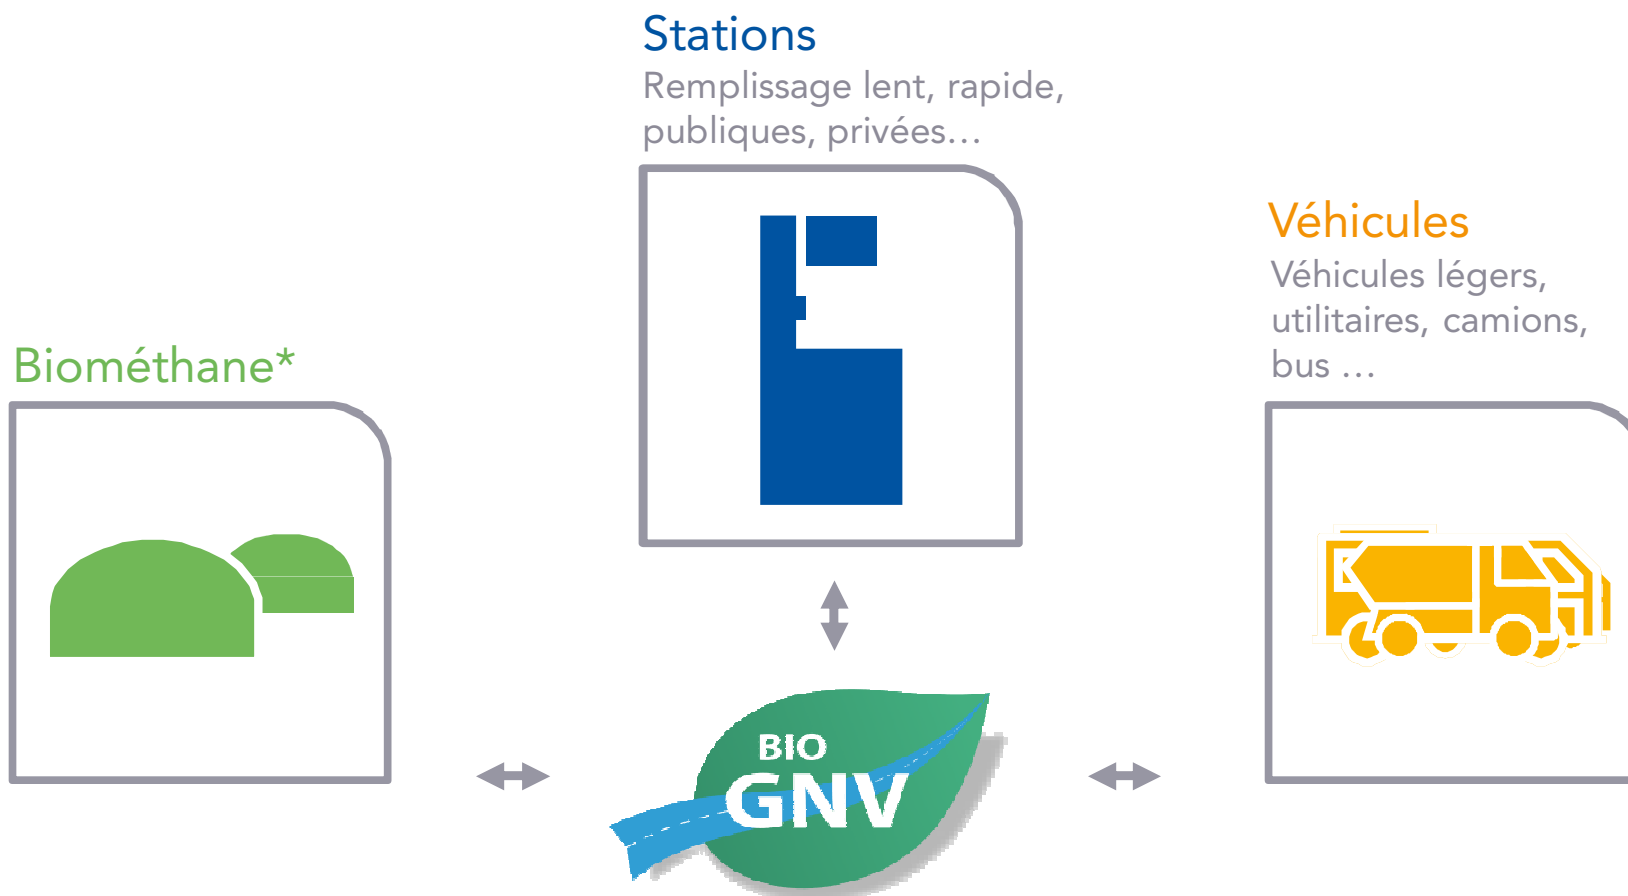 Stations
Remplissage lent, rapide,
publiques, privées…
Véhicules
Véhicules légers,
utilitaires, camions,
bus …
Biométhane*
BIO
GNV